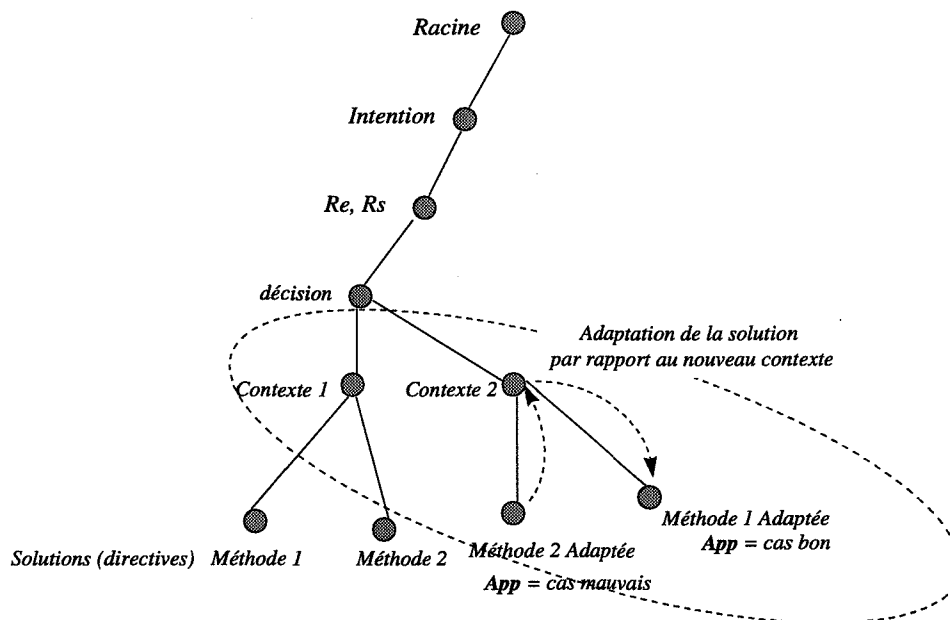 Racine
Intention
Re, Rs
décision
Adaptation de la solution
par rapport au nouveau contexte
Contexte 1
Contexte 2
Méthode 1 Adaptée
App = cas bon
Solutions (directives)
Méthode 1
Méthode 2
Méthode 2 Adaptée
App = cas mauvais